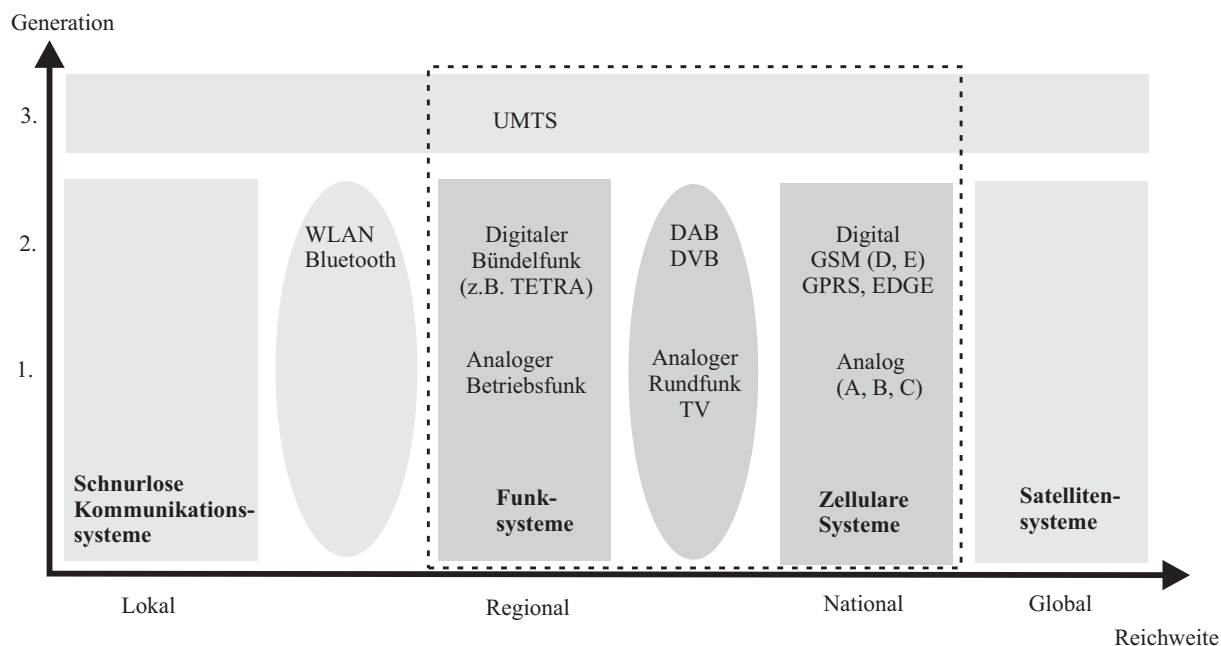 Generation
3.
UMTS
2.
WLAN
Bluetooth
Digitaler
Bündelfunk
(z.B. TETRA)
DAB
DVB
Digital
GSM (D, E)
GPRS, EDGE
1.
Analoger
Betriebsfunk
Analoger
Rundfunk
TV
Analog
(A, B, C)
Schnurlose
Kommunikations-
systeme
Funk-
systeme
Zellulare
Systeme
Satelliten-
systeme
Lokal
Regional
National
Global
Reichweite